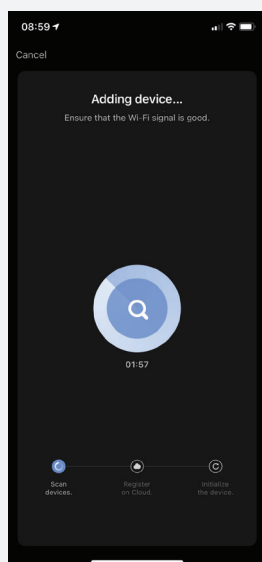 08:59
Cancel
Adding device...
Ensure that the Wi-Fi signal is good.
01:57
Scan
devices.
Register
on Cloud.
Initialize
the device.